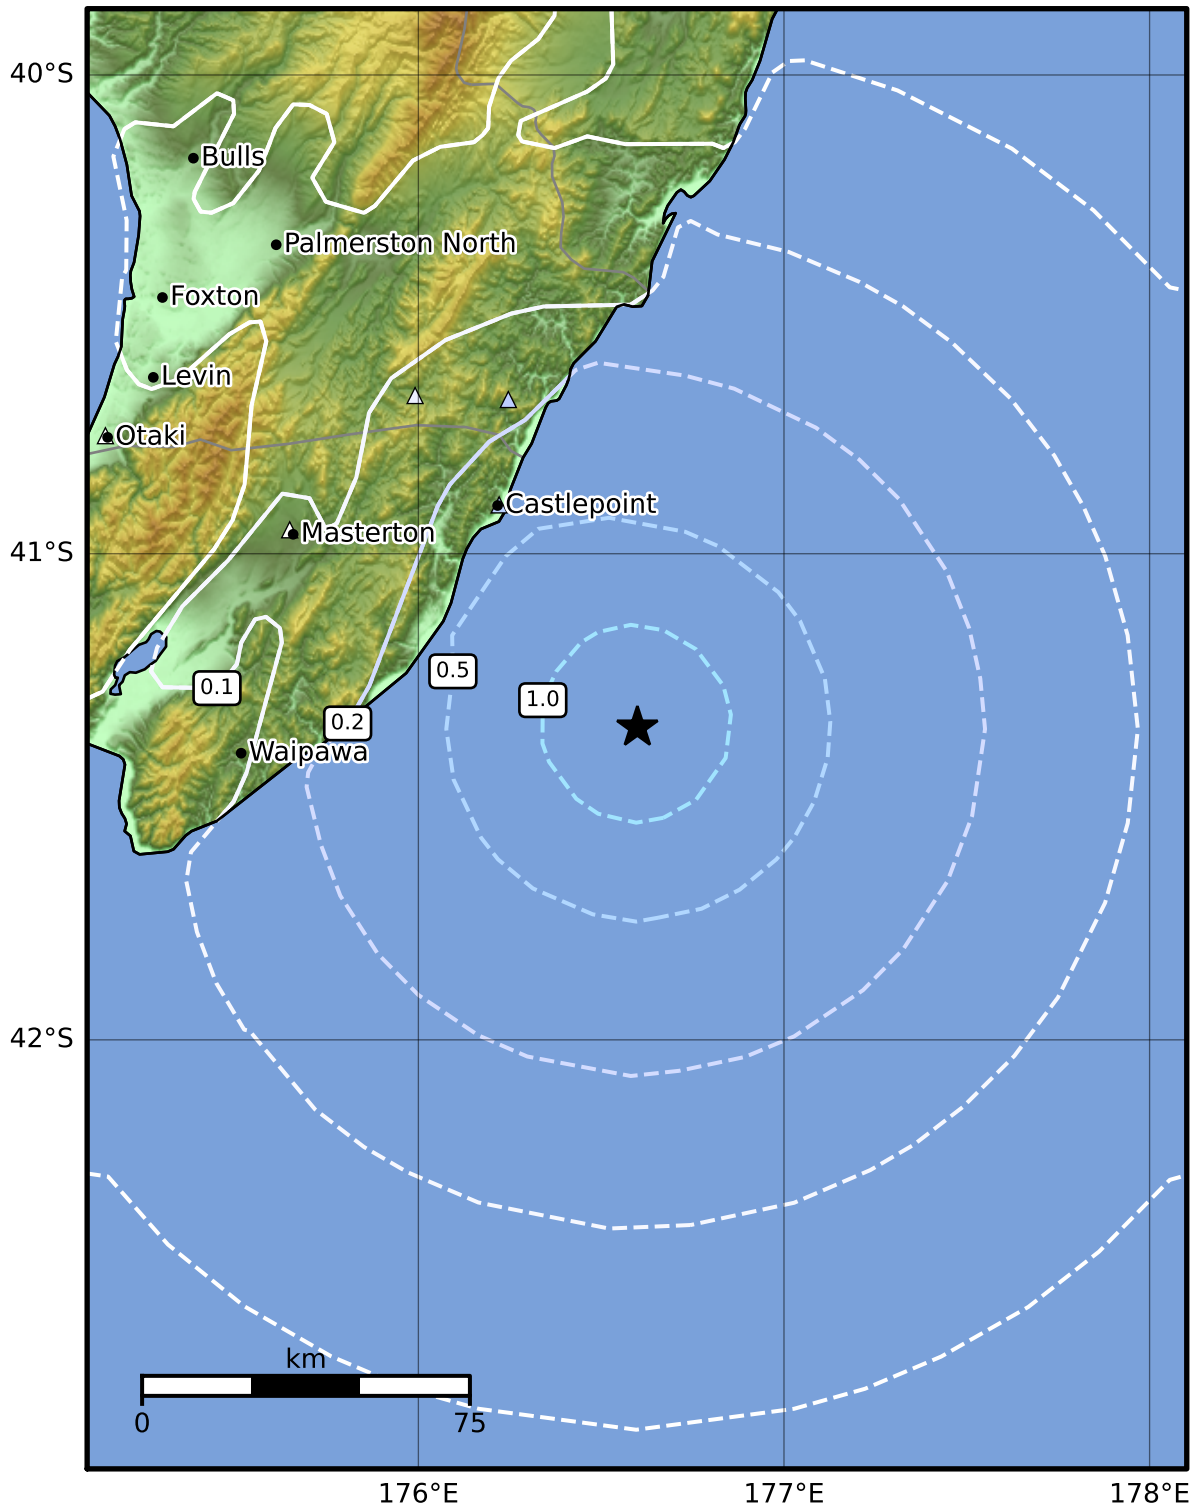 40°S
Bulls
Palmerston North
Foxton
Levin
Otaki
Castlepoint
Masterton
41°S
0.5
0.1
1.0
0.2
Waipawa
42°S
km
0 75
176°E 177°E 178°E